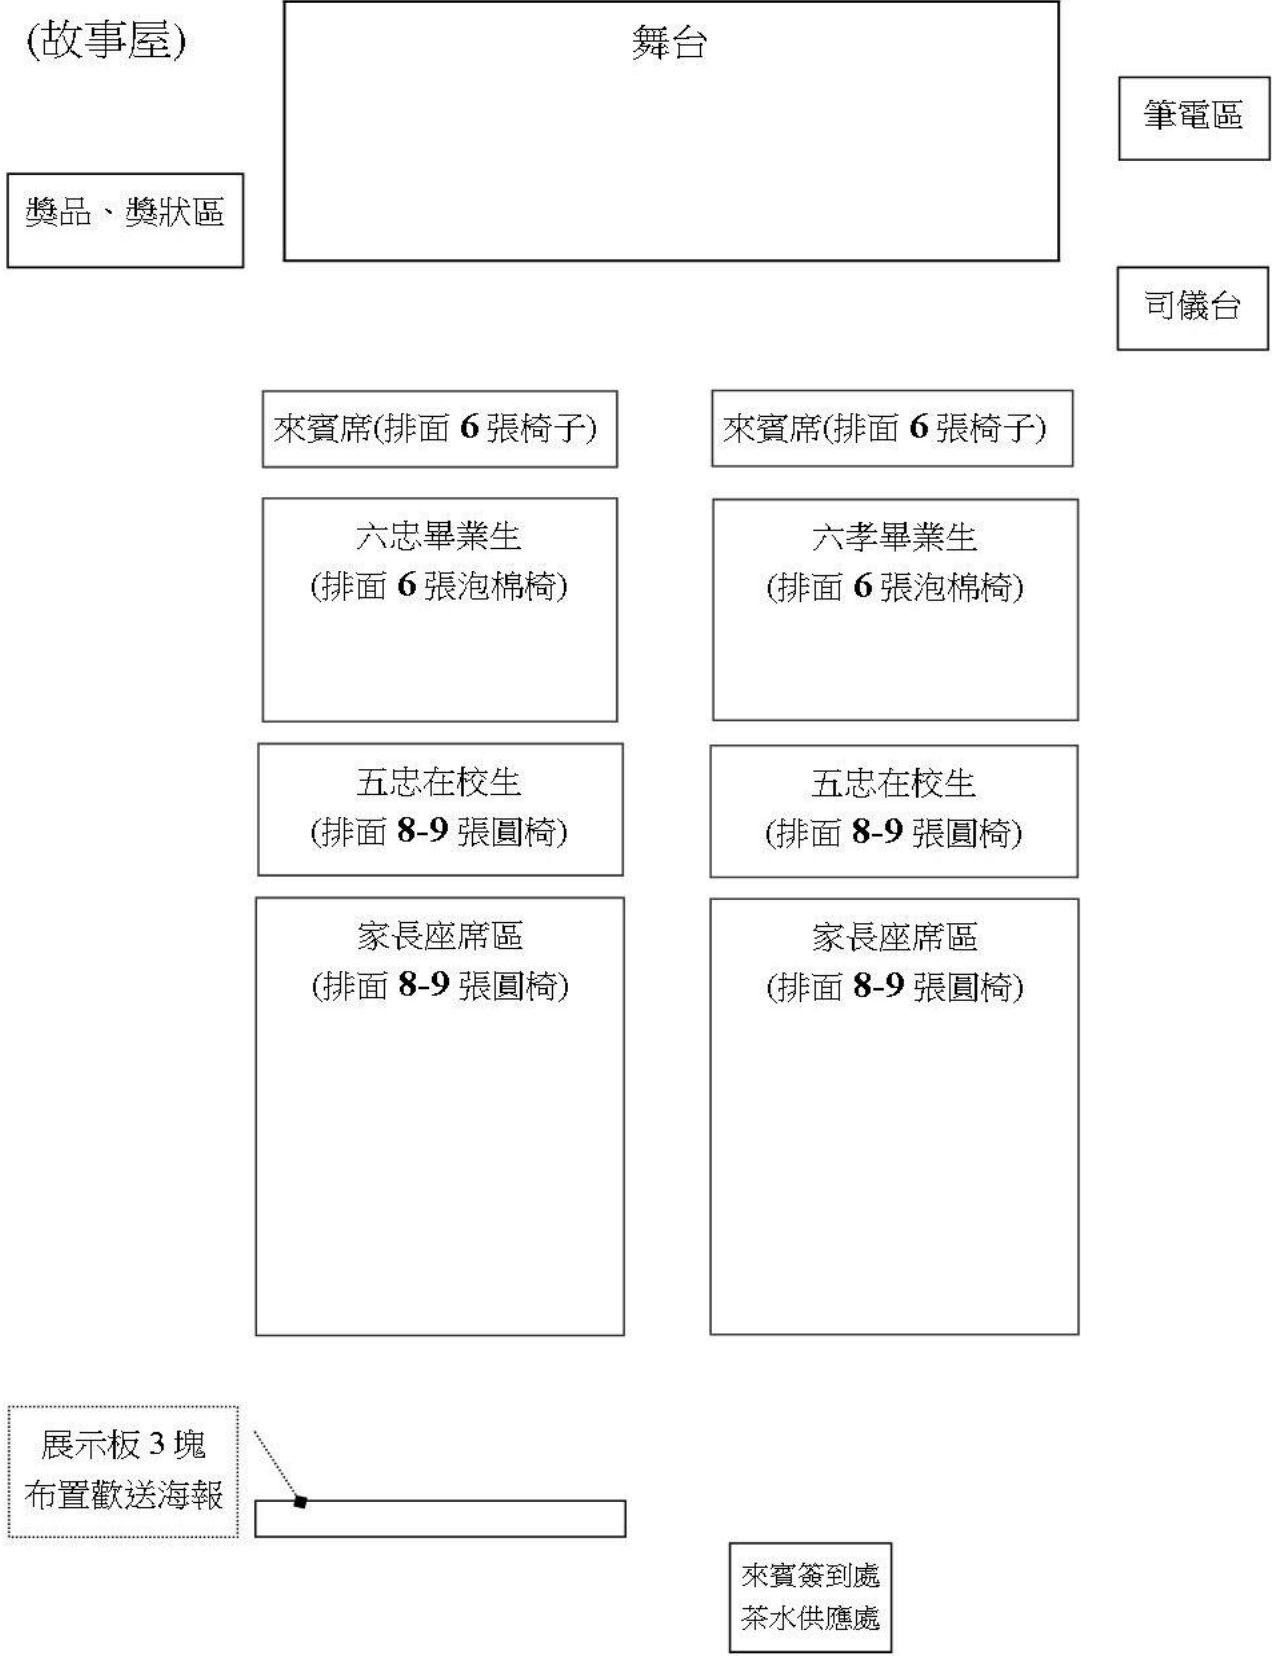 (故事屋)
舞台
筆電區
獎品、獎狀區
司儀台
來賓席(排面 6 張椅子)
來賓席(排面 6 張椅子)
六忠畢業生
(排面 6 張泡棉椅)
六孝畢業生
(排面 6 張泡棉椅)
五忠在校生
(排面 8-9 張圓椅)
五忠在校生
(排面 8-9 張圓椅)
家長座席區
(排面 8-9 張圓椅)
家長座席區
(排面 8-9 張圓椅)
展示板 3 塊
布置歡送海報
來賓簽到處
茶水供應處